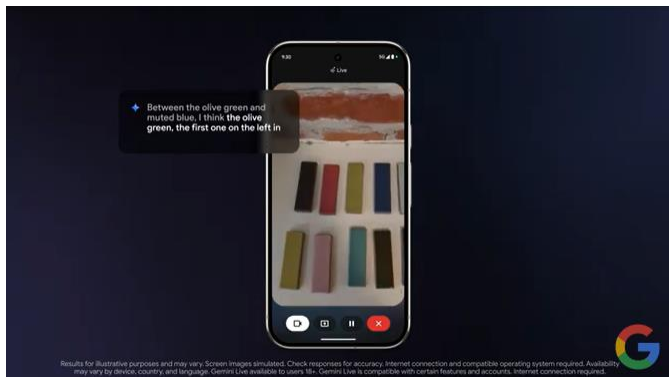 9:30
5G
Live
Between the olive green and
muted blue, I think the olive
green, the first one on the left in
Results for illustrative purposes and may vary. Screen images simulated. Check responses for accuracy. Internet connection and compatible operating system required. Availability
may vary by device, country, and language. Gemini Live available to users 18+. Gemini Live is compatible with certain features and accounts. Internet connection required.